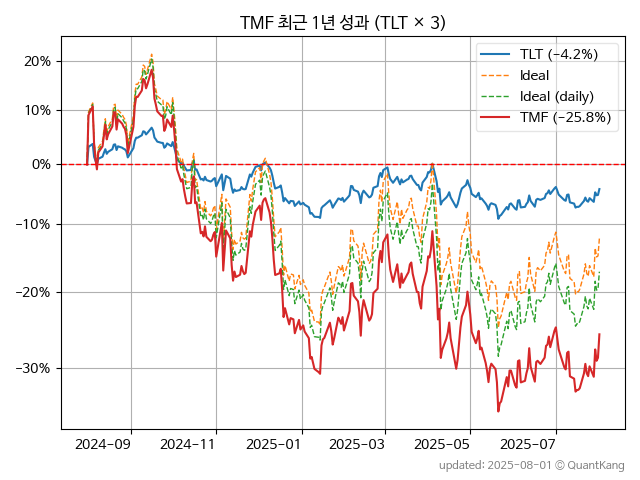 TMF 최근 1년 성과 (TLT × 3)
TLT (−4.2%)
Ideal
Ideal (daily)
TMF (−25.8%)
20%
10%
0%
−10%
−20%
−30%
2024−09
2024−11
2025−01
2025−03
2025−05
2025−07
updated: 2025−08−01 © QuantKang